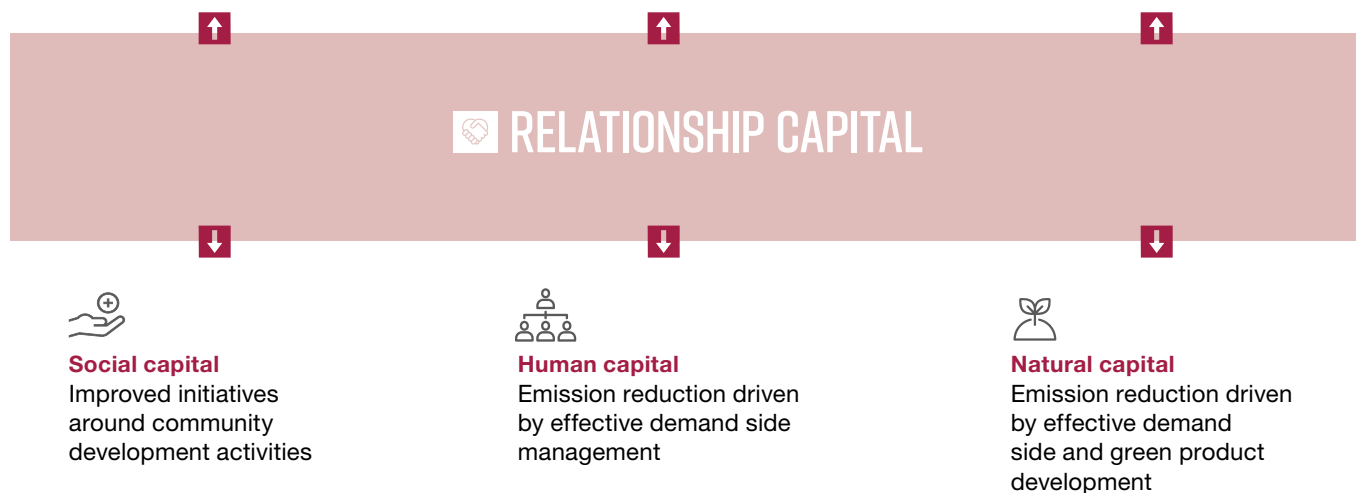 RELATIONSHIP CAPITAL
Social capital
Improved initiatives
around community
development activities
Human capital
Emission reduction driven
by effective demand side
management
Natural capital
Emission reduction driven
by effective demand
side and green product
development